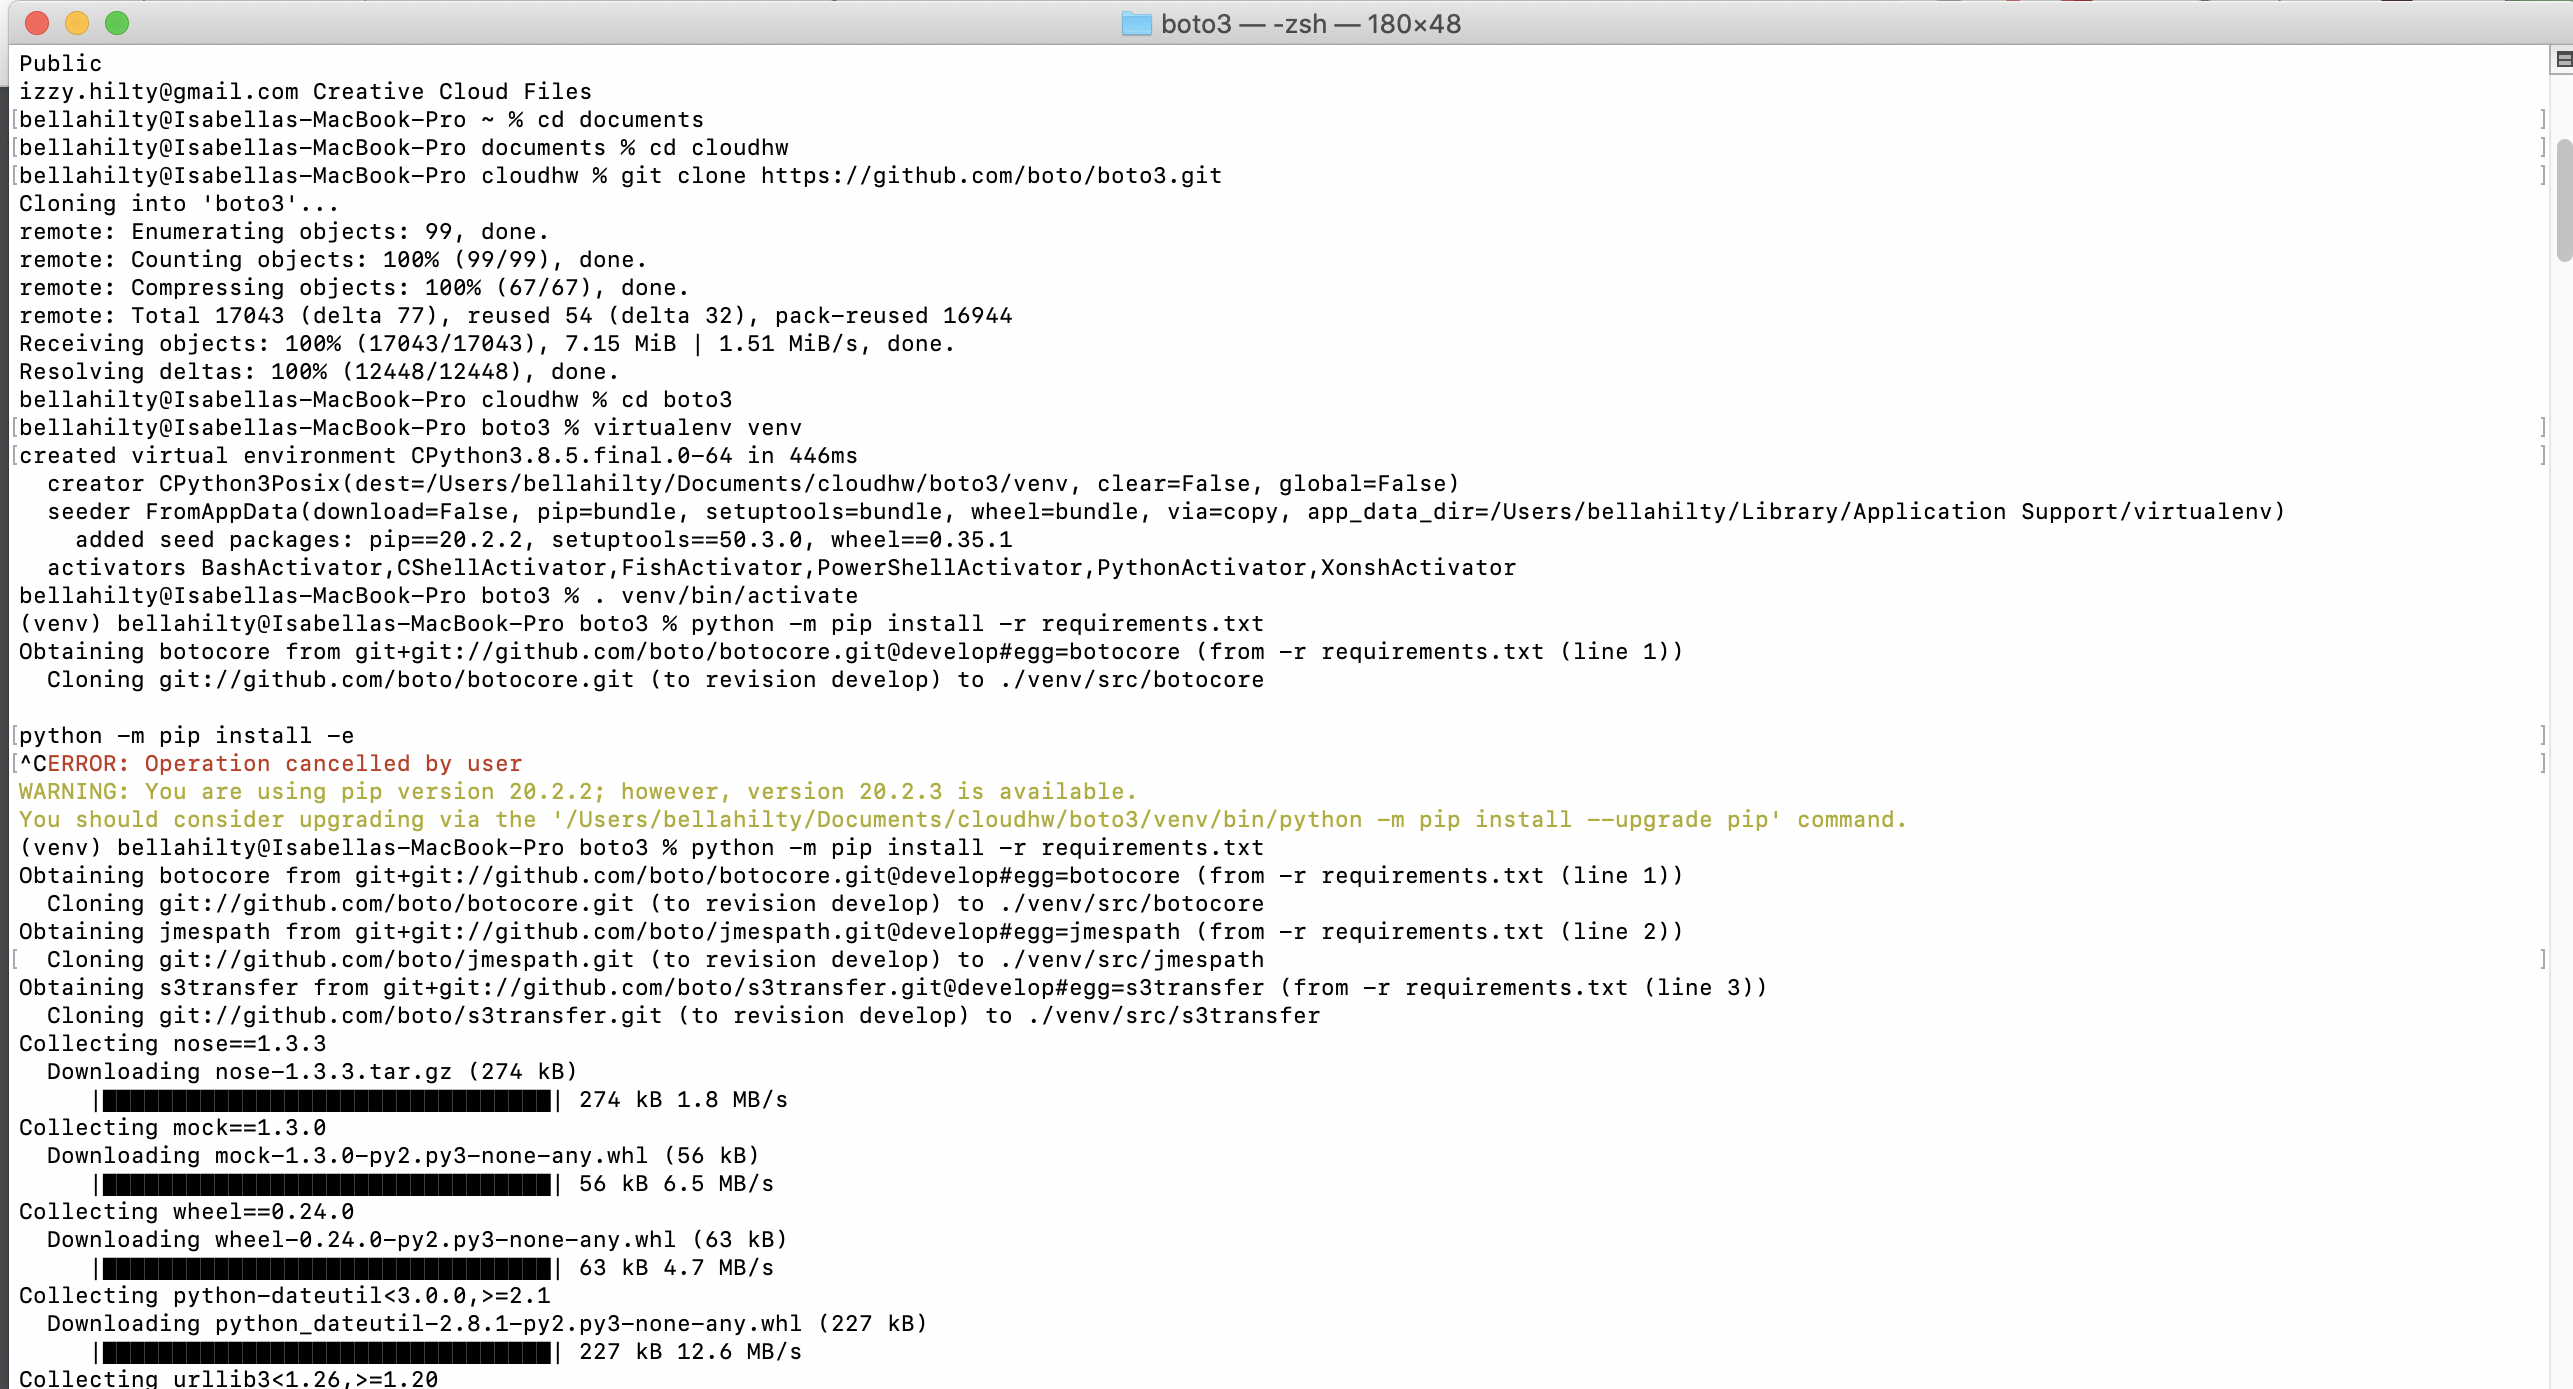 boto3 — -zsh — 180×48
Public
izzy.hilty@gmail.com Creative Cloud Files
[bellahilty@Isabellas-MacBook-Pro ~ % cd documents ]
[bellahilty@Isabellas-MacBook-Pro documents % cd cloudhw ]
[bellahilty@Isabellas-MacBook-Pro cloudhw % git clone https://github.com/boto/boto3.git ]
Cloning into 'boto3'...
remote: Enumerating objects: 99, done.
remote: Counting objects: 100% (99/99), done.
remote: Compressing objects: 100% (67/67), done.
remote: Total 17043 (delta 77), reused 54 (delta 32), pack-reused 16944
Receiving objects: 100% (17043/17043), 7.15 MiB | 1.51 MiB/s, done.
Resolving deltas: 100% (12448/12448), done.
bellahilty@Isabellas-MacBook-Pro cloudhw % cd boto3
[bellahilty@Isabellas-MacBook-Pro boto3 % virtualenv venv ]
[created virtual environment CPython3.8.5.final.0-64 in 446ms ]
  creator CPython3Posix(dest=/Users/bellahilty/Documents/cloudhw/boto3/venv, clear=False, global=False)
  seeder FromAppData(download=False, pip=bundle, setuptools=bundle, wheel=bundle, via=copy, app_data_dir=/Users/bellahilty/Library/Application Support/virtualenv)
    added seed packages: pip==20.2.2, setuptools==50.3.0, wheel==0.35.1
  activators BashActivator,CShellActivator,FishActivator,PowerShellActivator,PythonActivator,XonshActivator
bellahilty@Isabellas-MacBook-Pro boto3 % . venv/bin/activate
(venv) bellahilty@Isabellas-MacBook-Pro boto3 % python -m pip install -r requirements.txt
Obtaining botocore from git+git://github.com/boto/botocore.git@develop#egg=botocore (from -r requirements.txt (line 1))
  Cloning git://github.com/boto/botocore.git (to revision develop) to ./venv/src/botocore
[python -m pip install -e ]
[^CERROR: Operation cancelled by user ]
WARNING: You are using pip version 20.2.2; however, version 20.2.3 is available.
You should consider upgrading via the '/Users/bellahilty/Documents/cloudhw/boto3/venv/bin/python -m pip install --upgrade pip' command.
(venv) bellahilty@Isabellas-MacBook-Pro boto3 % python -m pip install -r requirements.txt
Obtaining botocore from git+git://github.com/boto/botocore.git@develop#egg=botocore (from -r requirements.txt (line 1))
  Cloning git://github.com/boto/botocore.git (to revision develop) to ./venv/src/botocore
Obtaining jmespath from git+git://github.com/boto/jmespath.git@develop#egg=jmespath (from -r requirements.txt (line 2))
[  Cloning git://github.com/boto/jmespath.git (to revision develop) to ./venv/src/jmespath ]
Obtaining s3transfer from git+git://github.com/boto/s3transfer.git@develop#egg=s3transfer (from -r requirements.txt (line 3))
  Cloning git://github.com/boto/s3transfer.git (to revision develop) to ./venv/src/s3transfer
Collecting nose==1.3.3
  Downloading nose-1.3.3.tar.gz (274 kB)
     |████████████████████████████████| 274 kB 1.8 MB/s
Collecting mock==1.3.0
  Downloading mock-1.3.0-py2.py3-none-any.whl (56 kB)
     |████████████████████████████████| 56 kB 6.5 MB/s
Collecting wheel==0.24.0
  Downloading wheel-0.24.0-py2.py3-none-any.whl (63 kB)
     |████████████████████████████████| 63 kB 4.7 MB/s
Collecting python-dateutil<3.0.0,>=2.1
  Downloading python_dateutil-2.8.1-py2.py3-none-any.whl (227 kB)
     |████████████████████████████████| 227 kB 12.6 MB/s
Collecting urllib3<1.26,>=1.20